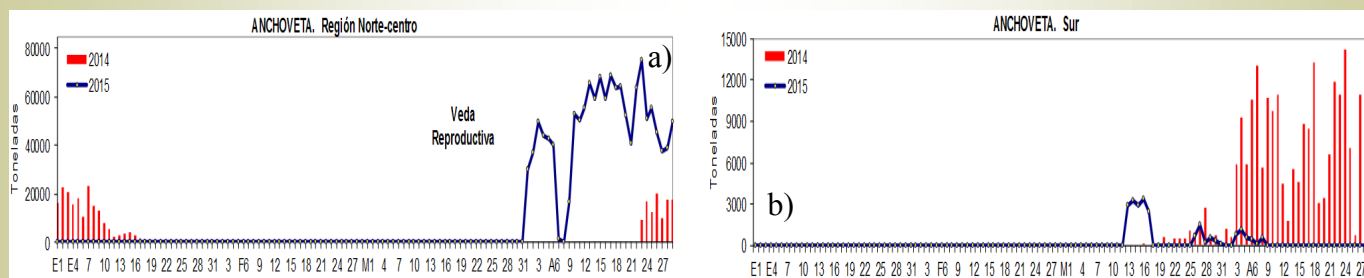 ANCHOVETA. Región Norte-centro
a)
80000
60000
40000
20000
0
Toneladas
2014
2015
Veda
Reproductiva
E1 E4 7 10 13 16 19 22 25 28 31 3 F6 9 12 15 18 21 24 27 M1 4 7 10 13 16 19 22 25 28 31 3 A6 9 12 15 18 21 24 27
ANCHOVETA. Sur
15000
12000
9000
6000
3000
0
Toneladas
2014
2015
b)
E1 E4 7 10 13 16 19 22 25 28 31 3 F6 9 12 15 18 21 24 27 M1 4 7 10 13 16 19 22 25 28 31 3 A6 9 12 15 18 21 24 27